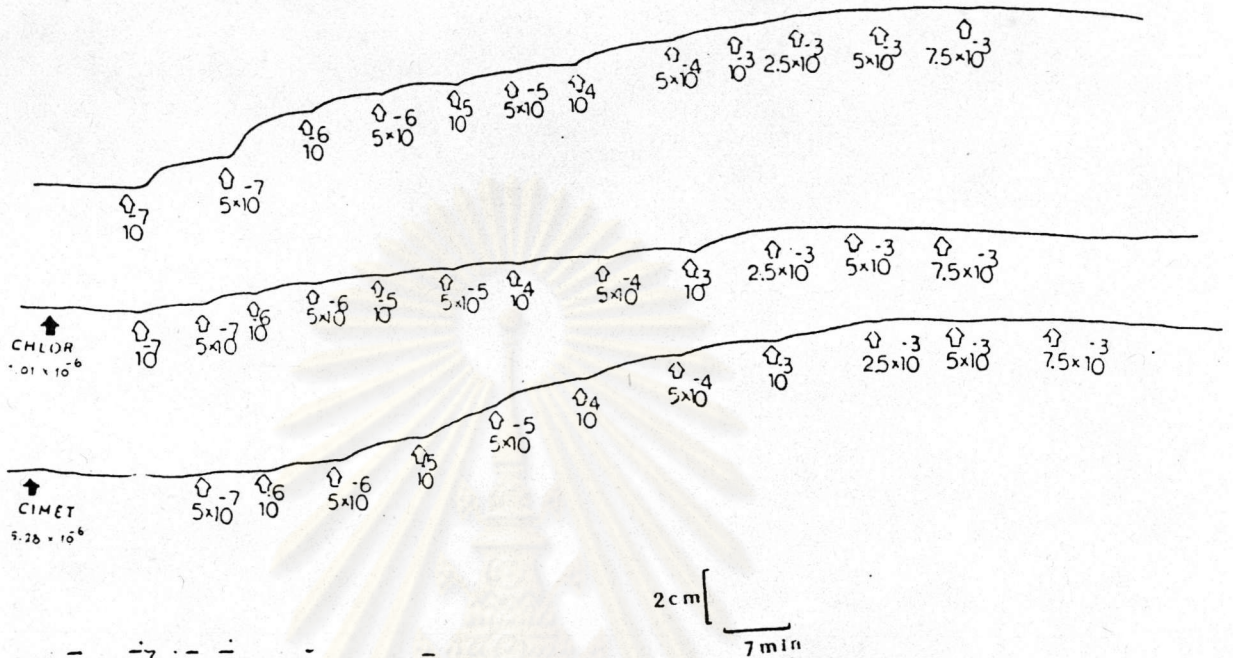 10⁻⁷ 5×10⁻⁷ 10⁻⁶ 5×10⁻⁶ 10⁻⁵ 5×10⁻⁵ 10⁻⁴ 5×10⁻⁴ 10⁻³ 2.5×10⁻³ 5×10⁻³ 7.5×10⁻³
10⁻⁷ 5×10⁻⁷ 10⁻⁶ 5×10⁻⁶ 10⁻⁵ 5×10⁻⁵ 10⁻⁴ 5×10⁻⁴ 10⁻³ 2.5×10⁻³ 5×10⁻³ 7.5×10⁻³
CHLOR
.01 × 10⁻⁶
5×10⁻⁷ 10⁻⁶ 5×10⁻⁶ 10⁻⁵ 5×10⁻⁵ 10⁻⁴ 5×10⁻⁴ 10⁻³ 2.5×10⁻³ 5×10⁻³ 7.5×10⁻³
CIMET
5.28 × 10⁻⁶
2 cm
7 min